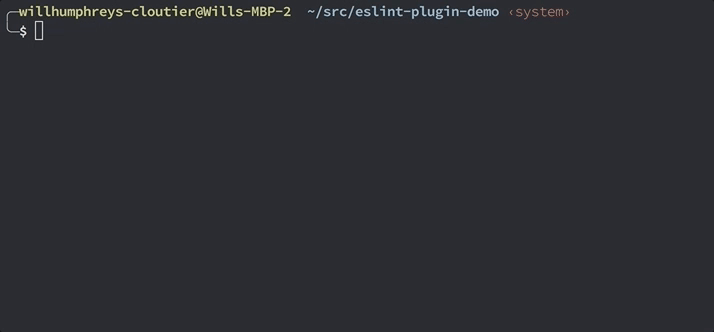 willhumphreys-cloutier@Wills-MBP-2 ~/src/eslint-plugin-demo ‹system›
$